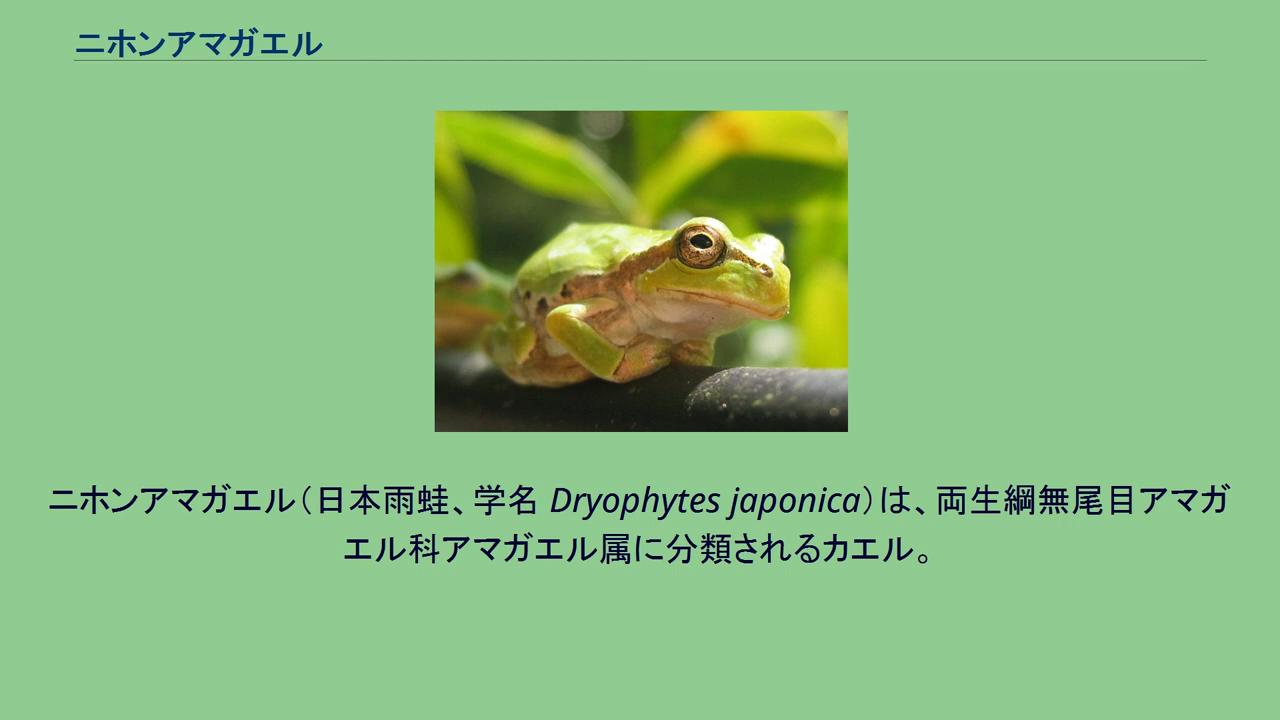 ニホンアマガエル
ニホンアマガエル（日本雨蛙、学名 Dryophytes japonica）は、両生綱無尾目アマガ
エル科アマガエル属に分類されるカエル。